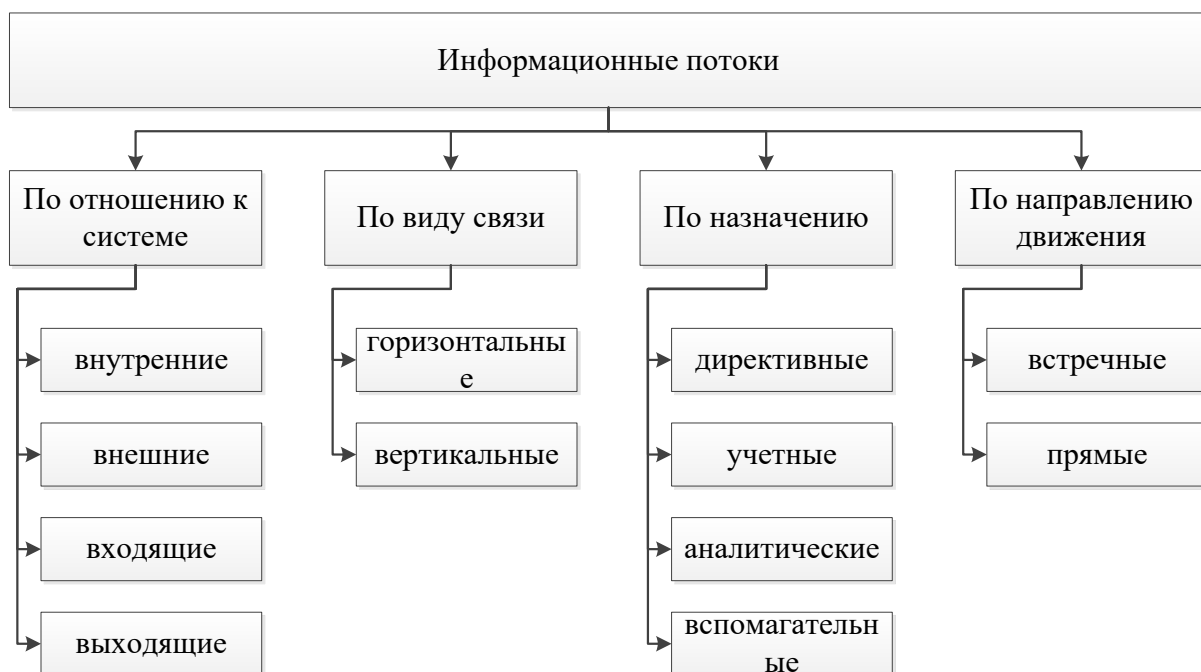 Информационные потоки
По отношению к
системе
По виду связи
По назначению
По направлению
движения
внутренние
внешние
входящие
выходящие
горизонтальны
е
вертикальные
директивные
учетные
аналитические
вспомагательн
ые
встречные
прямые